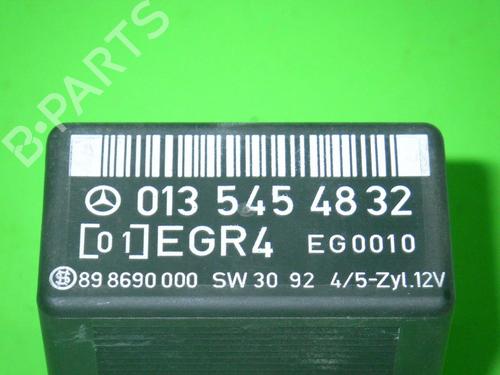 B-PARTS
013 545 48 32
[01] EGR4 EG0010
89 8690 000 SW 30 92 4/5-Zyl.12V